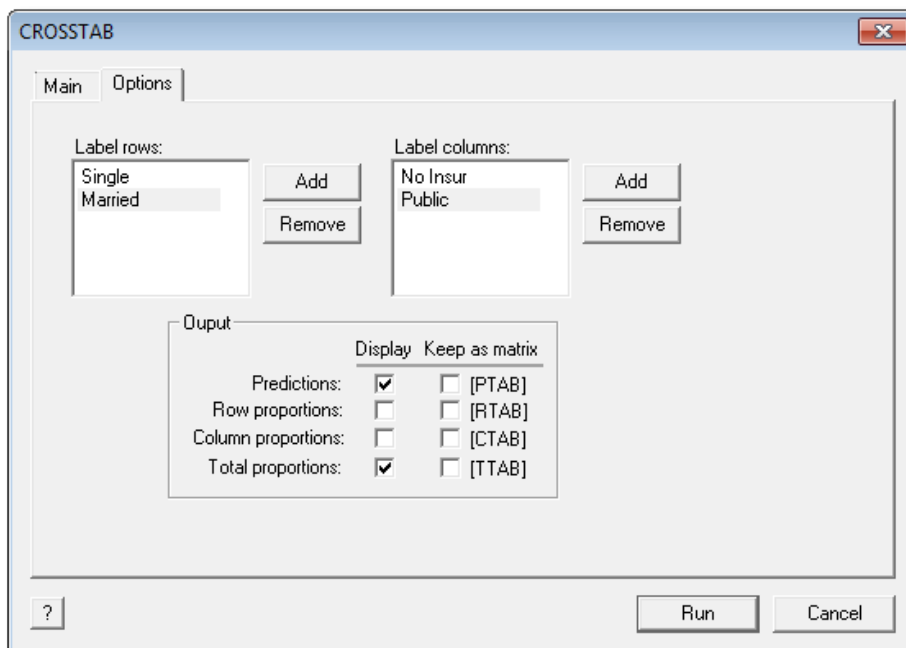 CROSSTAB
Main Options
Label rows: Label columns:
Single
Married
Add
Remove
No Insur
Public
Add
Remove
Ouput
Display Keep as matrix
Predictions: [PTAB]
Row proportions: [RTAB]
Column proportions: [CTAB]
Total proportions: [TTAB]
? Run Cancel